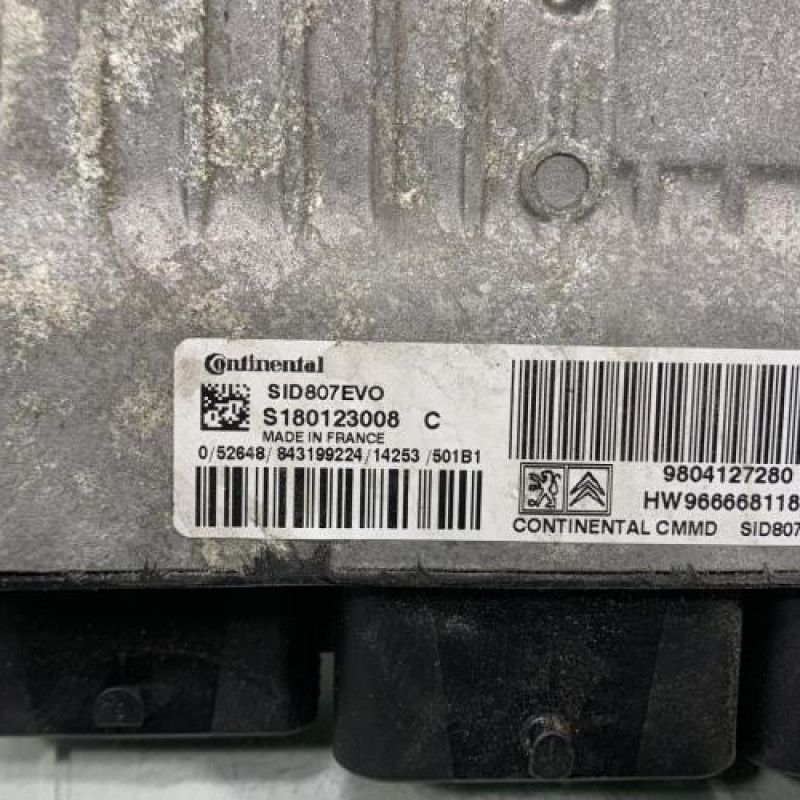 Continental
SID807EVO
S180123008 C
MADE IN FRANCE
0/52648/843199224/14253/501B1
9804127280
HW966668118
CONTINENTAL CMMD SID807